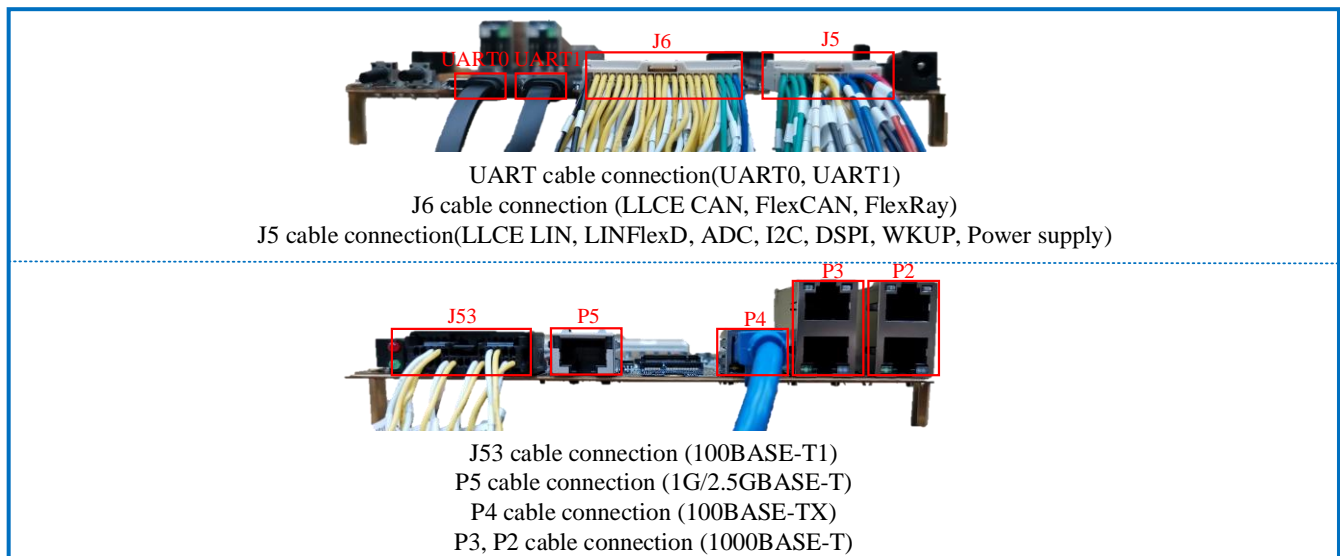 J6 J5
UART0 UART1
UART cable connection(UART0, UART1)
J6 cable connection (LLCE CAN, FlexCAN, FlexRay)
J5 cable connection(LLCE LIN, LINFlexD, ADC, I2C, DSPI, WKUP, Power supply)
P3 P2
J53 P5 P4
J53 cable connection (100BASE-T1)
P5 cable connection (1G/2.5GBASE-T)
P4 cable connection (100BASE-TX)
P3, P2 cable connection (1000BASE-T)